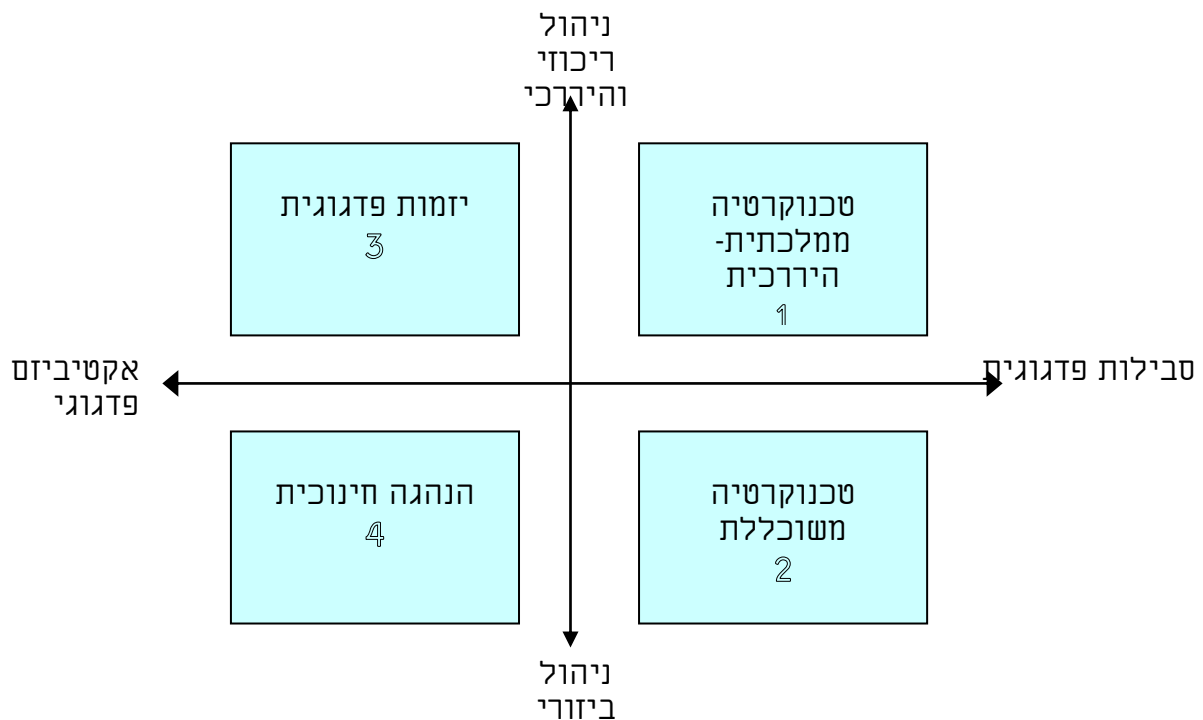 ניהול
ריכוזי
והיררכי
טכנוקרטיה
ממלכתית-
היררכית
1
יזמות פדגוגית
3
סבילות פדגוגית
אקטיביזם
פדגוגי
טכנוקרטיה
משוכללת
2
הנהגה חינוכית
4
ניהול
ביזורי